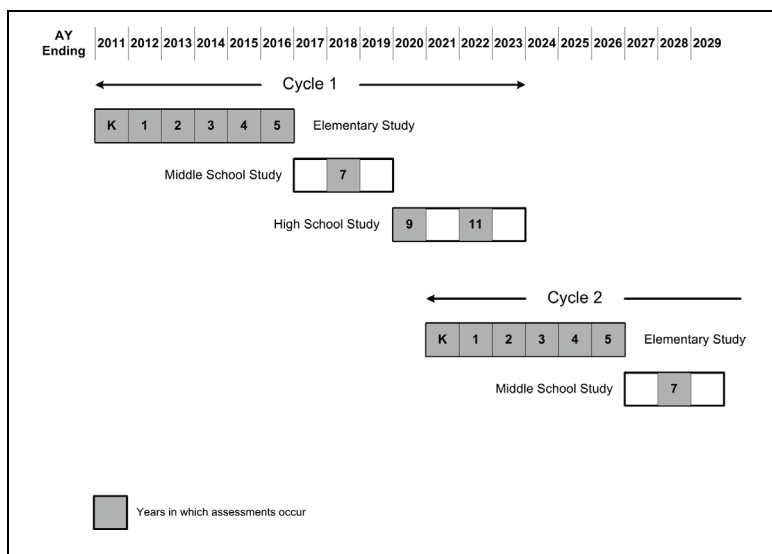 AY Ending 2011 2012 2013 2014 2015 2016 2017 2018 2019 2020 2021 2022 2023 2024 2025 2026 2027 2028 2029
Cycle 1
K 1 2 3 4 5 Elementary Study
Middle School Study 7
High School Study 9 11
Cycle 2
K 1 2 3 4 5 Elementary Study
Middle School Study 7
Years in which assessments occur